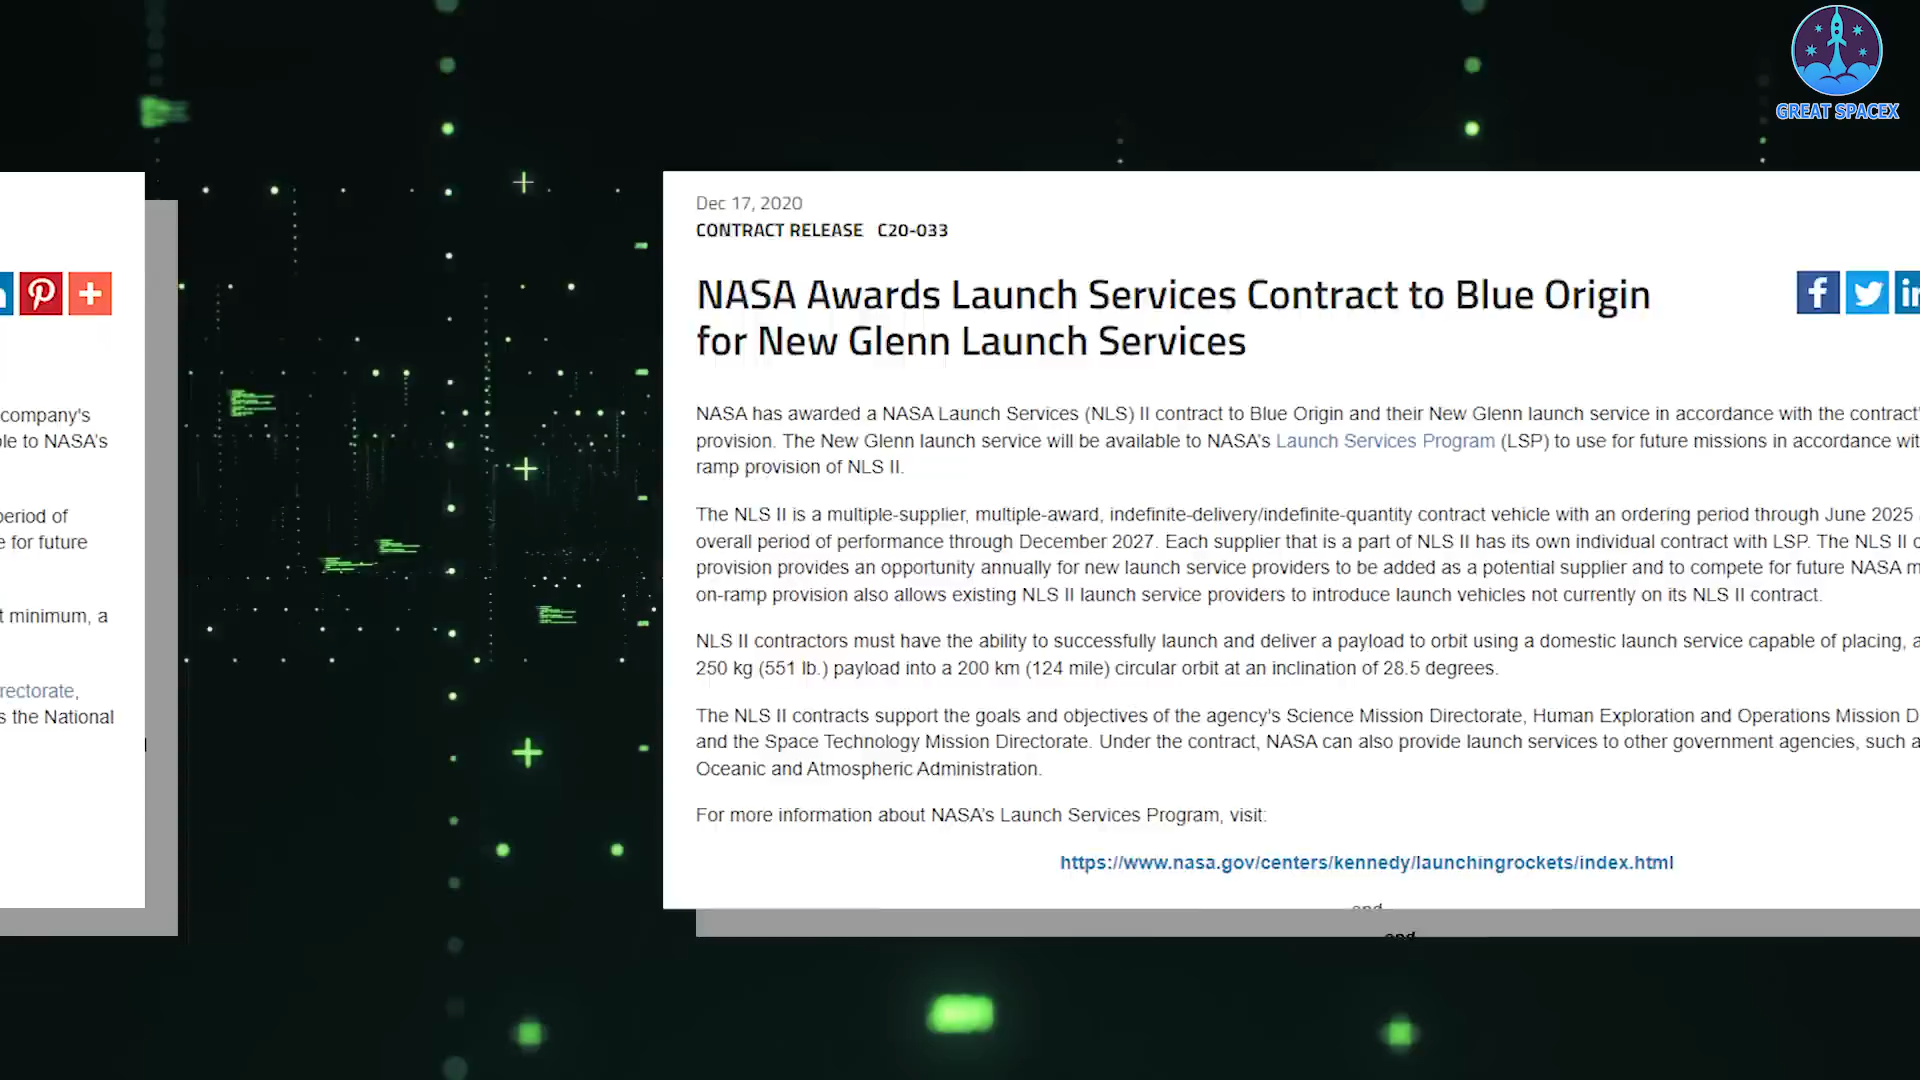 GREAT SPACEX
company's
to NASA's
period of
for future
minimum, a
the National
Dec 17, 2020
CONTRACT RELEASE C20-033
NASA Awards Launch Services Contract to Blue Origin
for New Glenn Launch Services
NASA has awarded a NASA Launch Services (NLS) II contract to Blue Origin and their New Glenn launch service in accordance with the contract's
provision. The New Glenn launch service will be available to NASA's Launch Services Program (LSP) to use for future missions in accordance
ramp provision of NLS II.
The NLS II is a multiple-supplier, multiple-award, indefinite-delivery/indefinite-quantity contract vehicle with an ordering period through June 2025
overall period of performance through December 2027. Each supplier that is a part of NLS II has its own individual contract with LSP. The NLS II
provision provides an opportunity annually for new launch service providers to be added as a potential supplier and to compete for future NASA
on-ramp provision also allows existing NLS II launch service providers to introduce launch vehicles not currently on its NLS II contract.
NLS II contractors must have the ability to successfully launch and deliver a payload to orbit using a domestic launch service capable of placing,
250 kg (551 lb.) payload into a 200 km (124 mile) circular orbit at an inclination of 28.5 degrees.
The NLS II contracts support the goals and objectives of the agency's Science Mission Directorate, Human Exploration and Operations Mission
and the Space Technology Mission Directorate. Under the contract, NASA can also provide launch services to other government agencies, such
Oceanic and Atmospheric Administration.
For more information about NASA's Launch Services Program, visit:
https://www.nasa.gov/centers/kennedy/launchingrockets/index.html
and